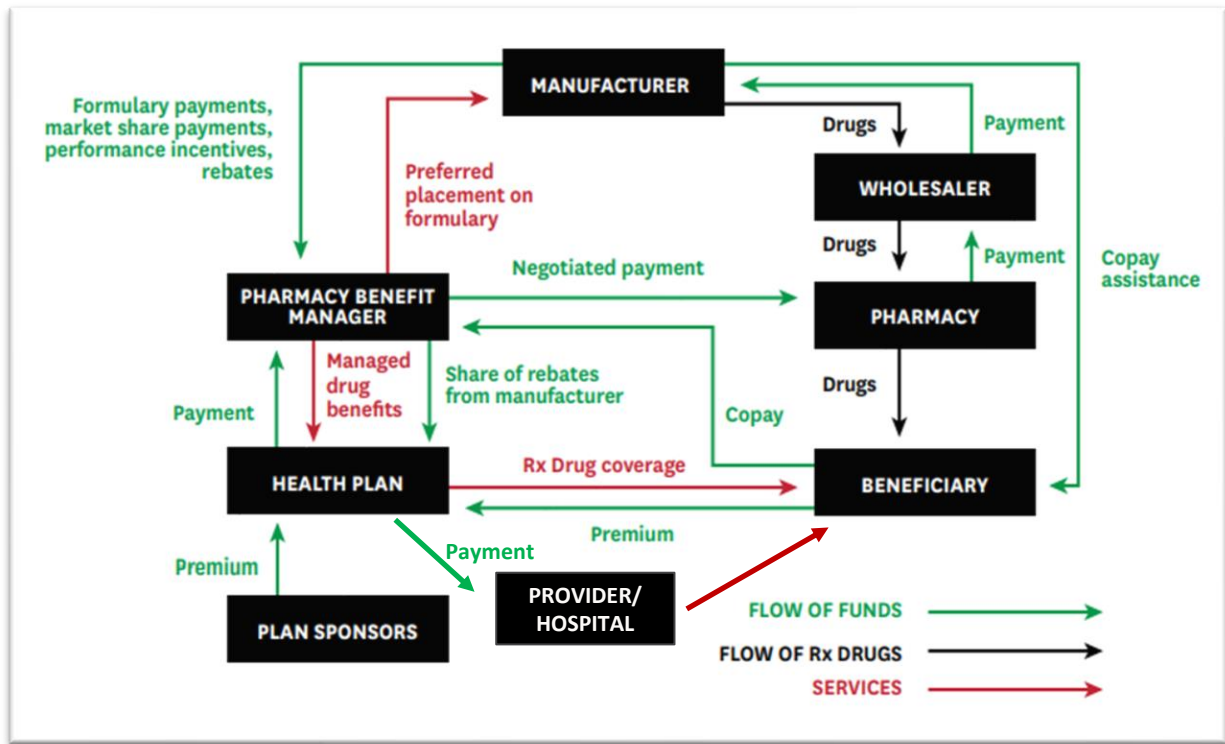 MANUFACTURER
Formulary payments,
market share payments,
performance incentives,
rebates
Preferred
placement on
formulary
Drugs
Payment
WHOLESALER
Drugs
Payment
Copay
assistance
PHARMACY BENEFIT
MANAGER
Negotiated payment
PHARMACY
Managed
drug
benefits
Share of rebates
from manufacturer
Drugs
Payment
Copay
HEALTH PLAN
Rx Drug coverage
BENEFICIARY
Premium
Payment
Premium
PROVIDER/
HOSPITAL
PLAN SPONSORS
FLOW OF FUNDS
FLOW OF Rx DRUGS
SERVICES